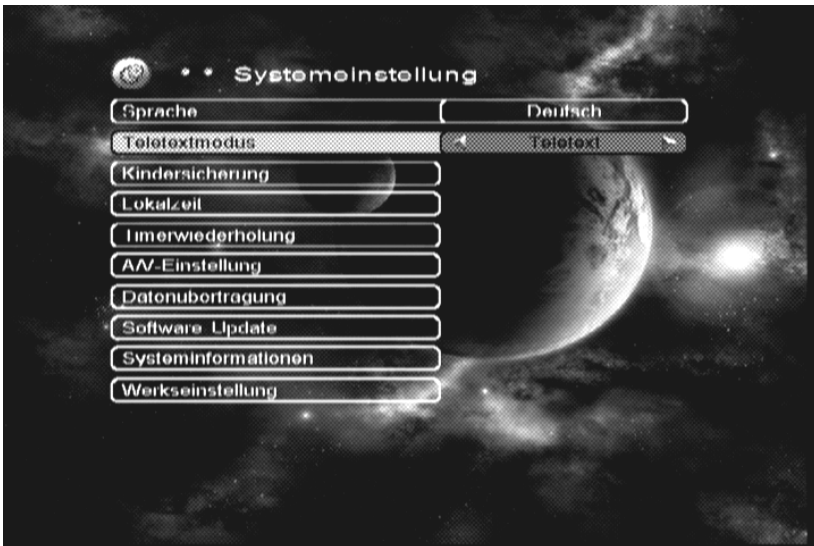 Systemeinstellung
Sprache Deutsch
Teletextmodus Teletext
Kindersicherung
Lokalzeit
Timerwiederholung
A/V-Einstellung
Datenübertragung
Software Update
Systeminformationen
Werkseinstellung